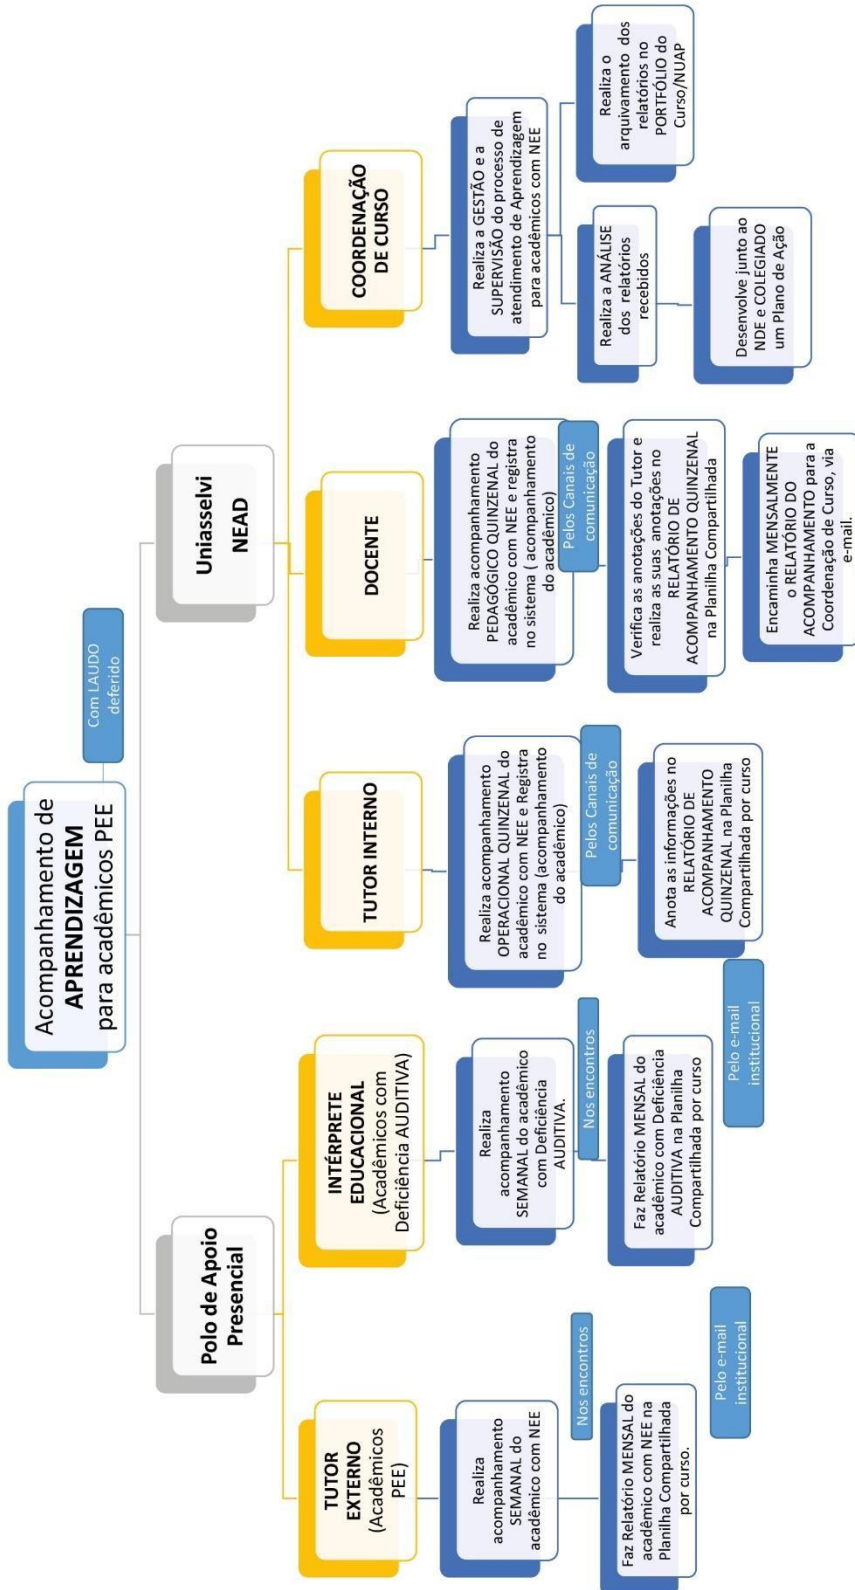 Acompanhamento de
APRENDIZAGEM
para acadêmicos PEE
Com LAUDO
deferido
Polo de Apoio
Presencial
Uniasselvi
NEAD
TUTOR
EXTERNO
(Acadêmicos
PEE)
INTÉRPRETE
EDUCACIONAL
(Acadêmicos com
Deficiência AUDITIVA)
TUTOR INTERNO
DOCENTE
COORDENAÇÃO
DE CURSO
Realiza
acompanhamento
SEMANAL do
acadêmico com NEE
Nos encontros
Faz Relatório MENSAL do
acadêmico com NEE na
Planilha Compartilhada
por curso.
Pelo e-mail
institucional
Realiza
acompanhamento
SEMANAL do acadêmico
com Deficiência
AUDITIVA.
Nos encontros
Faz Relatório MENSAL do
acadêmico com Deficiência
AUDITIVA na Planilha
Compartilhada por curso
Pelo e-mail
institucional
Realiza acompanhamento
OPERACIONAL QUINZENAL do
acadêmico com NEE e Registra
no sistema (acompanhamento
do acadêmico)
Pelos Canais de
comunicação
Anota as informações no
RELATÓRIO DE
ACOMPANHAMENTO
QUINZENAL na Planilha
Compartilhada por curso
Realiza acompanhamento
PEDAGÓGICO QUINZENAL do
acadêmico com NEE e registra
no sistema ( acompanhamento
do acadêmico)
Pelos Canais de
comunicação
Verifica as anotações do Tutor e
realiza as suas anotações no
RELATÓRIO DE
ACOMPANHAMENTO QUINZENAL
na Planilha Compartilhada
Encaminha MENSALMENTE
o RELATÓRIO DO
ACOMPANHAMENTO para a
Coordenação de Curso, via
e-mail.
Realiza a GESTÃO e a
SUPERVISÃO do processo de
atendimento de Aprendizagem
para acadêmicos com NEE
Realiza a ANÁLISE
dos relatórios
recebidos
Desenvolve junto ao
NDE e COLEGIADO
um Plano de Ação
Realiza o
arquivamento dos
relatórios no
PORTFÓLIO do
Curso/NUAP